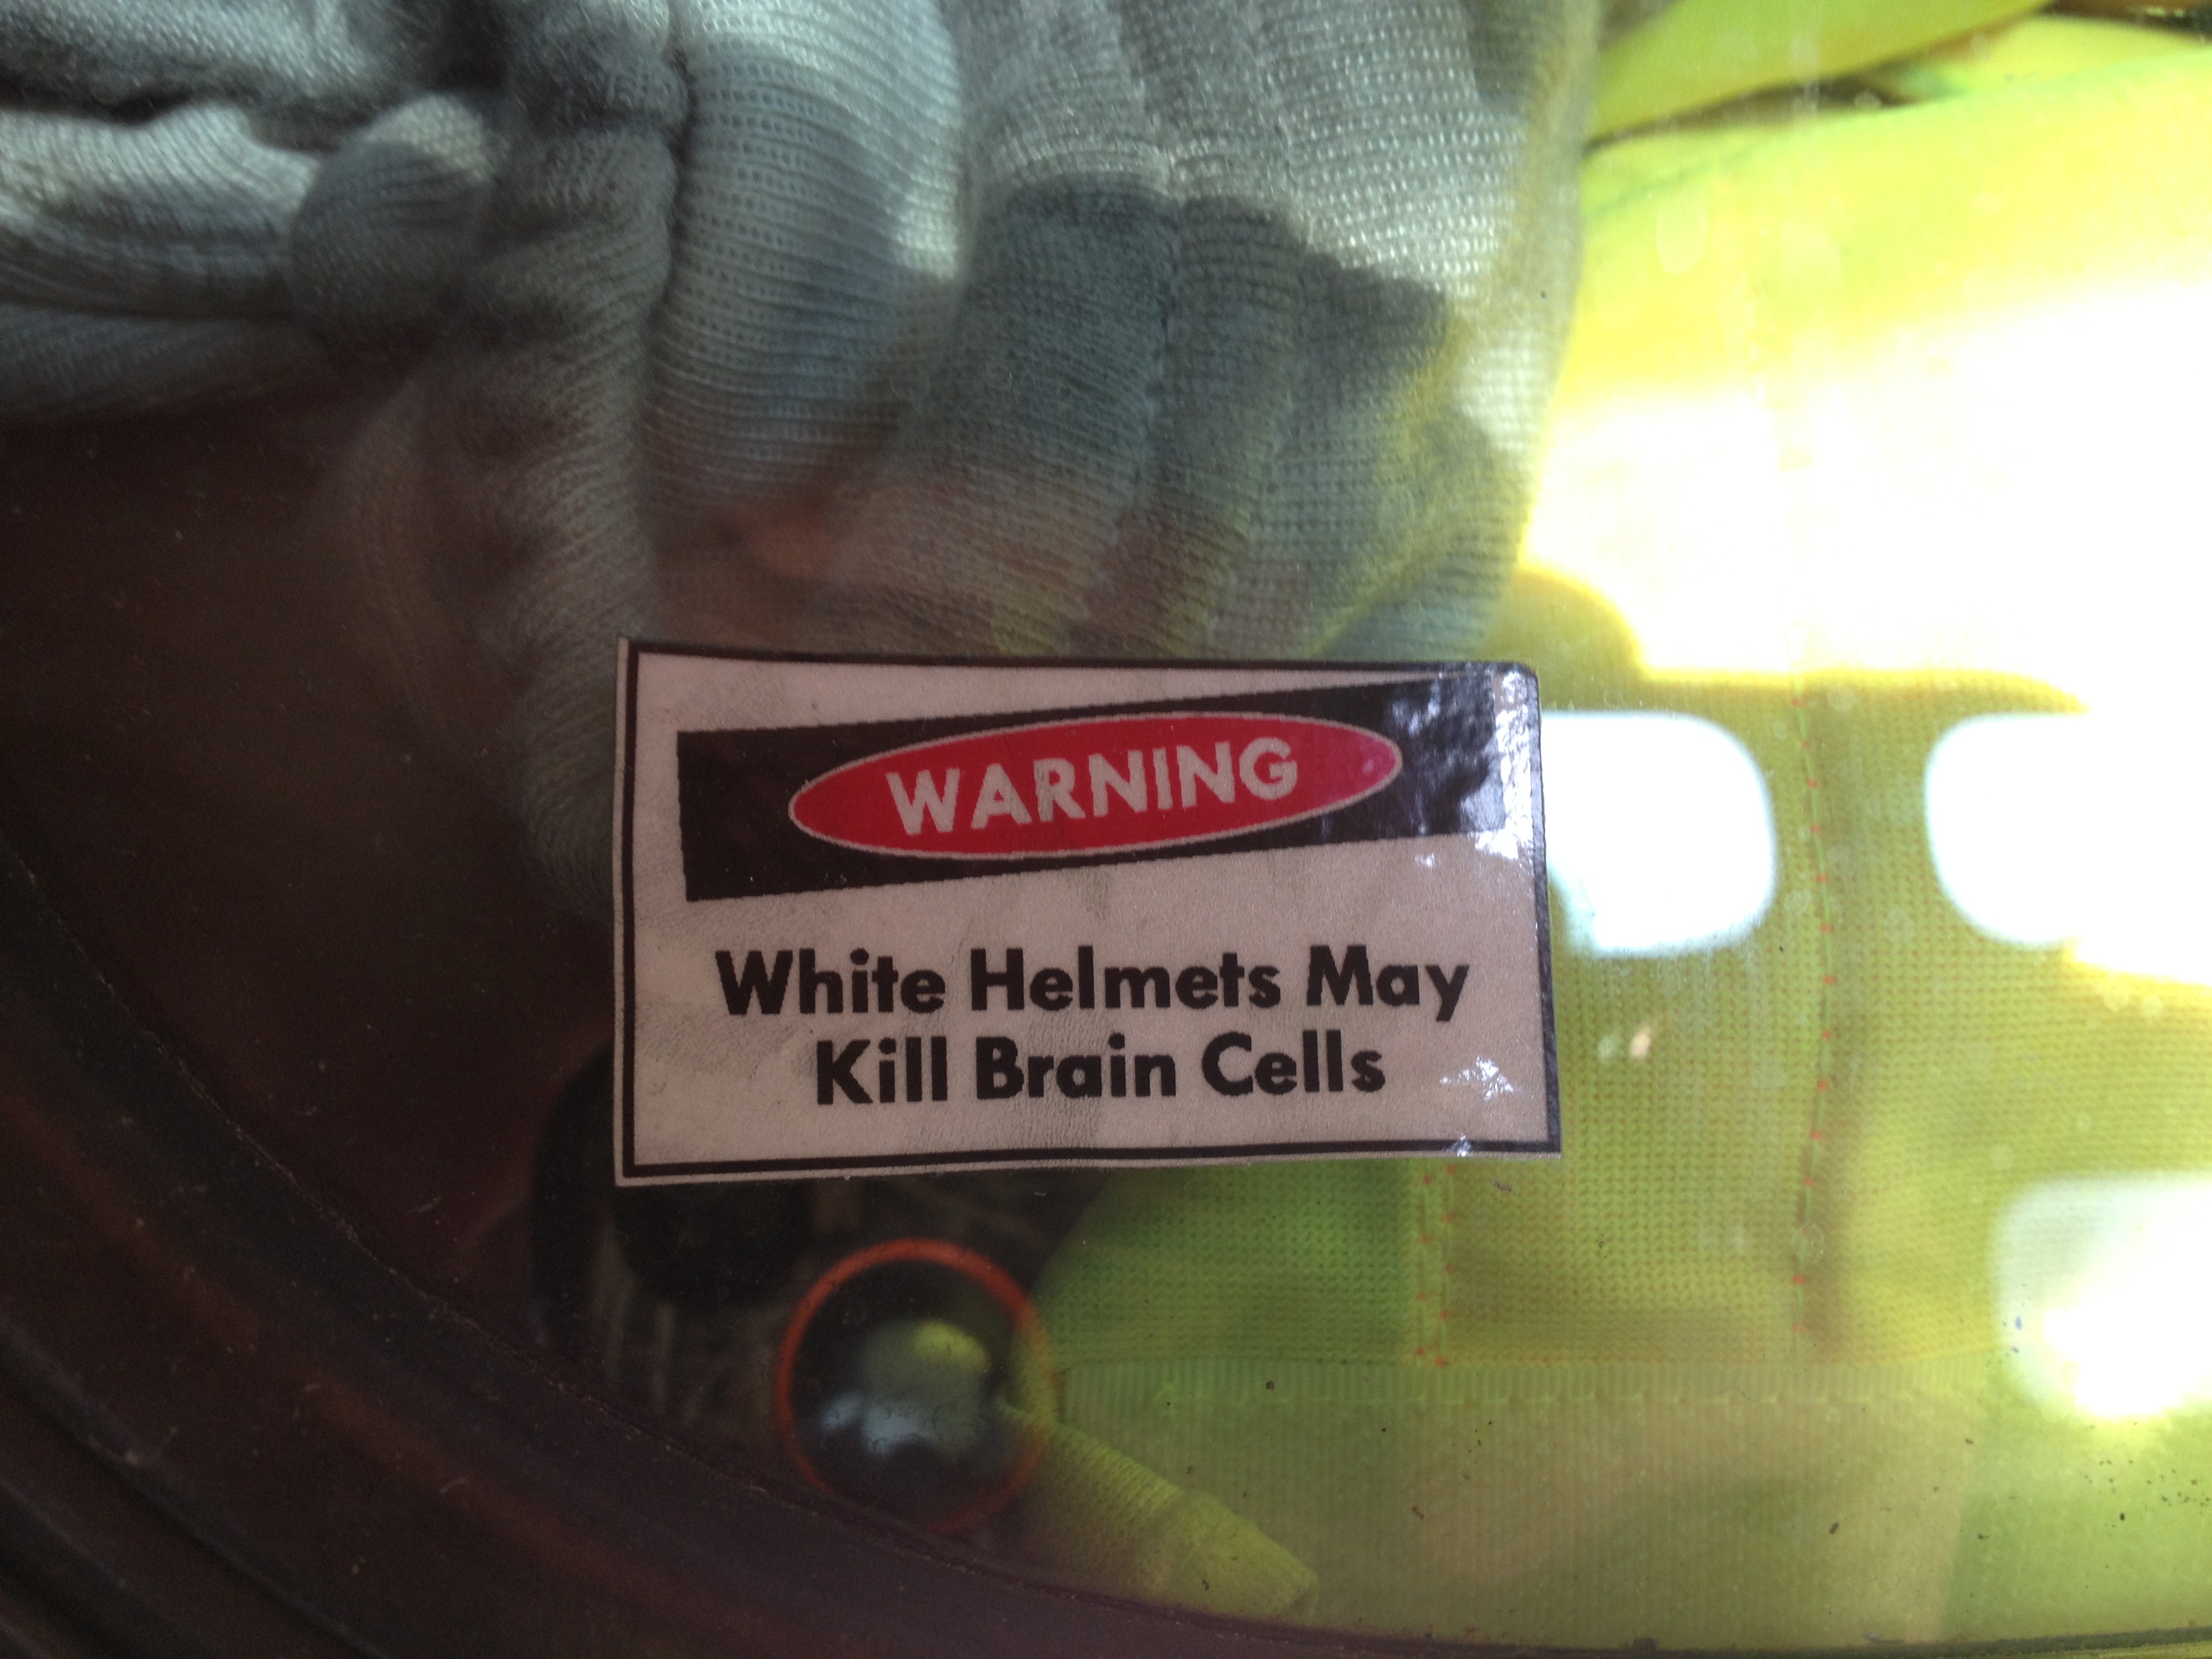 WARNING
White Helmets May
Kill Brain Cells